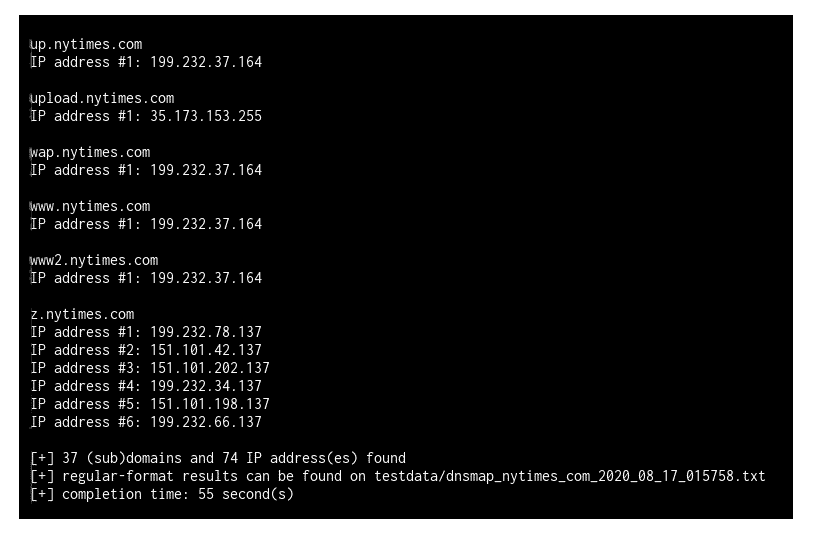 up.nytimes.com
IP address #1: 199.232.37.164
upload.nytimes.com
IP address #1: 35.173.153.255
wap.nytimes.com
IP address #1: 199.232.37.164
www.nytimes.com
IP address #1: 199.232.37.164
www2.nytimes.com
IP address #1: 199.232.37.164
z.nytimes.com
IP address #1: 199.232.78.137
IP address #2: 151.101.42.137
IP address #3: 151.101.202.137
IP address #4: 199.232.34.137
IP address #5: 151.101.198.137
IP address #6: 199.232.66.137
[+] 37 (sub)domains and 74 IP address(es) found
[+] regular-format results can be found on testdata/dnsmap_nytimes_com_2020_08_17_015758.txt
[+] completion time: 55 second(s)